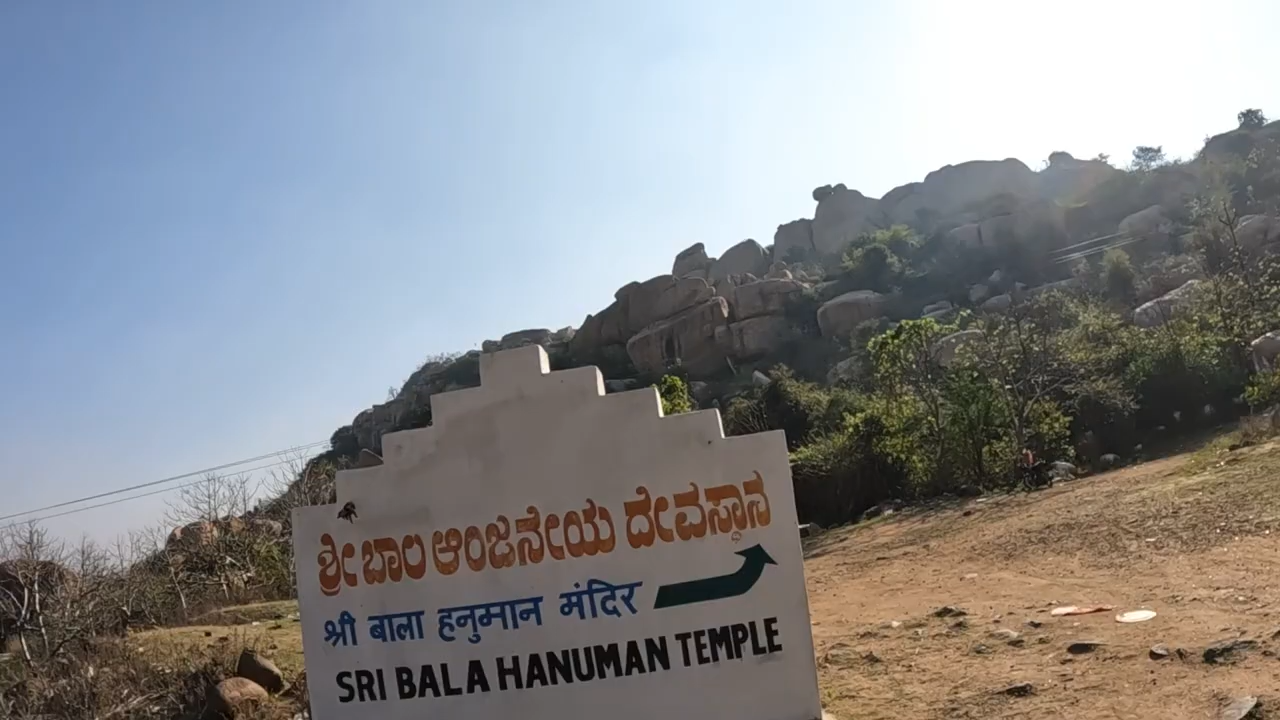 ಶ್ರೀ ಬಾಲ ಆಂಜನೇಯ ದೇವಸ್ಥಾನ
श्री बाला हनुमान मंदिर
SRI BALA HANUMAN TEMPLE